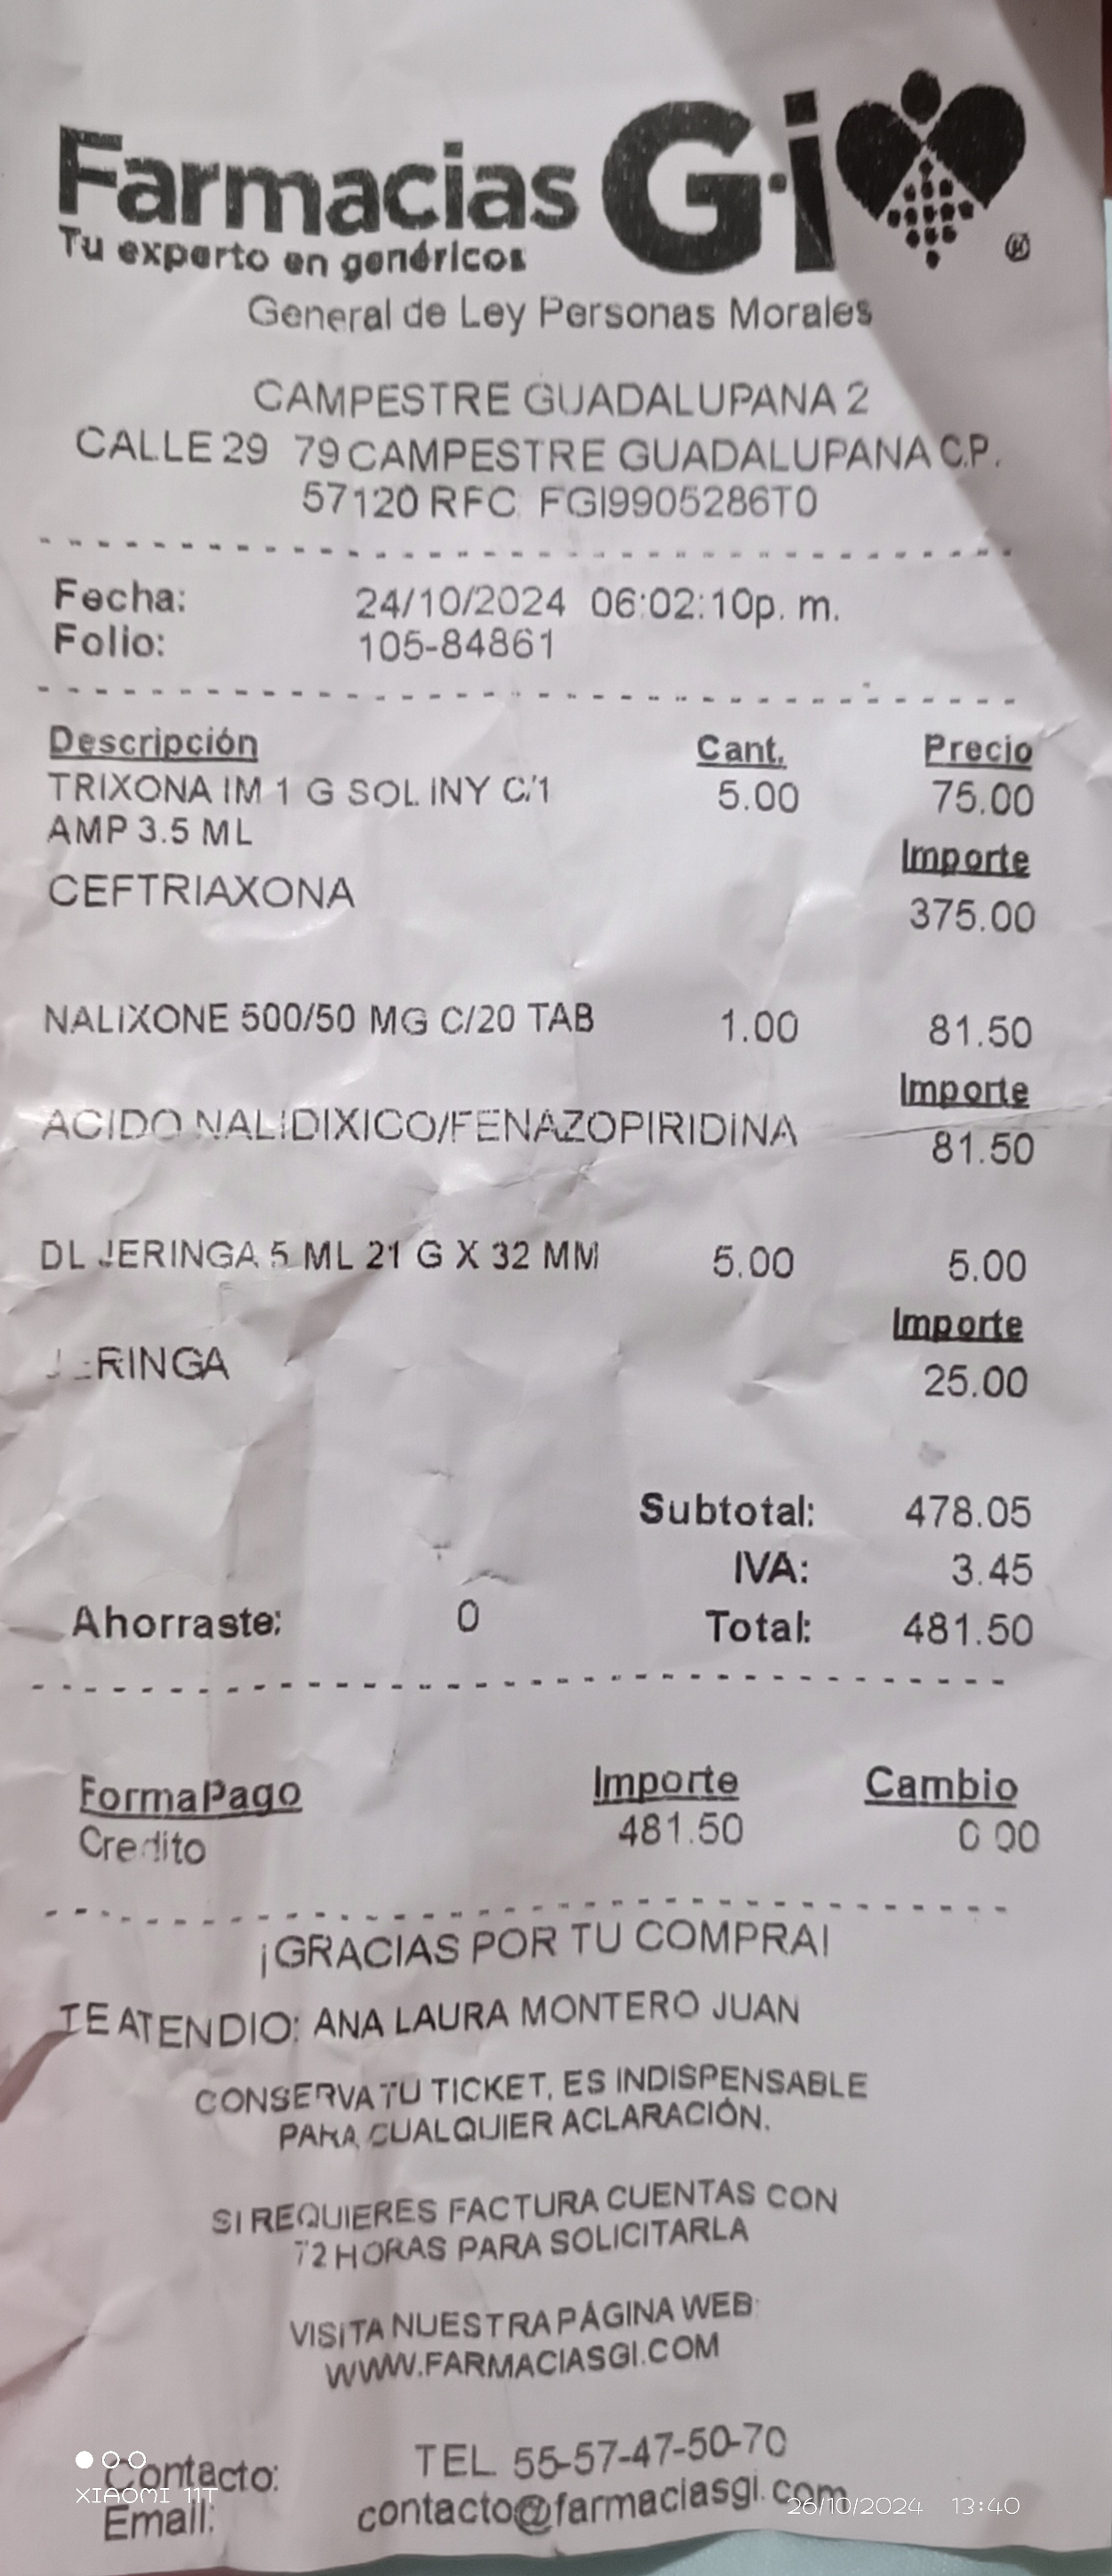 Farmacias Gi
Tu experto en genéricos
General de Ley Personas Morales
CAMPESTRE GUADALUPANA 2
CALLE 29 79 CAMPESTRE GUADALUPANA C.P.
57120 RFC FGI9905286T0
Fecha: 24/10/2024 06:02:10p. m.
Folio: 105-84861
Descripción Cant. Precio
TRIXONA IM 1 G SOL INY C/1 5.00 75.00
AMP 3.5 ML
Importe
CEFTRIAXONA 375.00
NALIXONE 500/50 MG C/20 TAB 1.00 81.50
Importe
ACIDO NALIDIXICO/FENAZOPIRIDINA 81.50
DL JERINGA 5 ML 21 G X 32 MM 5.00 5.00
Importe
JERINGA 25.00
Subtotal: 478.05
IVA: 3.45
Ahorraste: 0 Total: 481.50
FormaPago Importe Cambio
Credito 481.50 0.00
¡GRACIAS POR TU COMPRA!
TE ATENDIO: ANA LAURA MONTERO JUAN
CONSERVA TU TICKET, ES INDISPENSABLE
PARA CUALQUIER ACLARACIÓN.
SI REQUIERES FACTURA CUENTAS CON
72 HORAS PARA SOLICITARLA
VISITA NUESTRA PÁGINA WEB:
WWW.FARMACIASGI.COM
Contacto: TEL 55-57-47-50-70
Email: contacto@farmaciasgi.com
XIAOMI 11T
26/10/2024 13:40